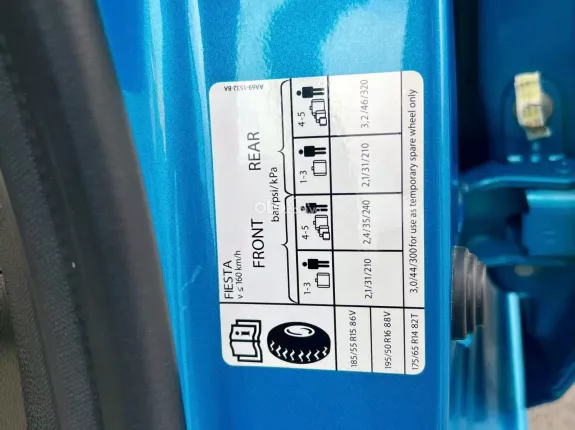 FIESTA
v ≤ 160 km/h
AA69-1532-BA
FRONT REAR
bar/psi/kPa
1-3 4-5 1-3 4-5
185/55 R15 86V
195/50 R16 88V
2,1/31/210 2,4/35/240 2,1/31/210 3,2/46/320
175/65 R14 82T 3,0/44/300 for use as temporary spare wheel only